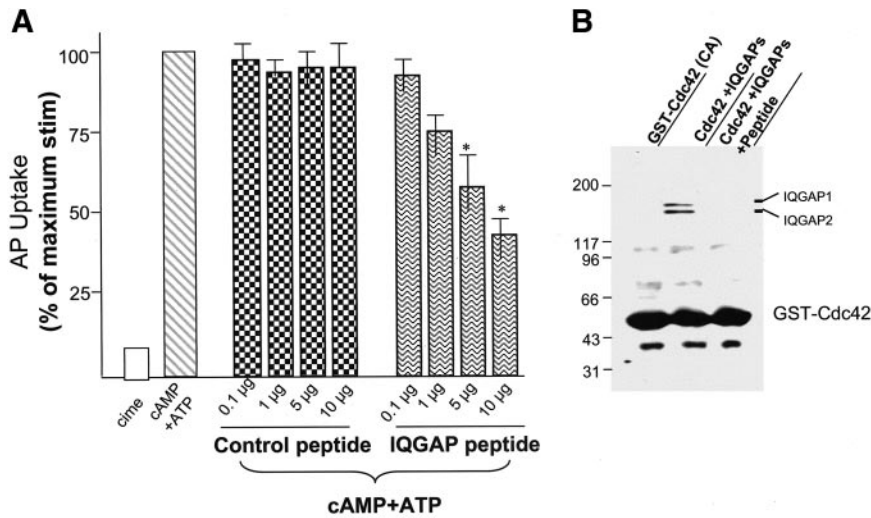 A
AP Uptake
(% of maximum stim)
100
75
50
25
*
*
cime
cAMP
+ATP
0.1 µg
1 µg
5 µg
10 µg
0.1 µg
1 µg
5 µg
10 µg
Control peptide
IQGAP peptide
cAMP+ATP
B
GST-Cdc42 (CA)
Cdc42 +IQGAPs
Cdc42 +IQGAPs
+Peptide
200
117
96
66
43
31
IQGAP1
IQGAP2
GST-Cdc42